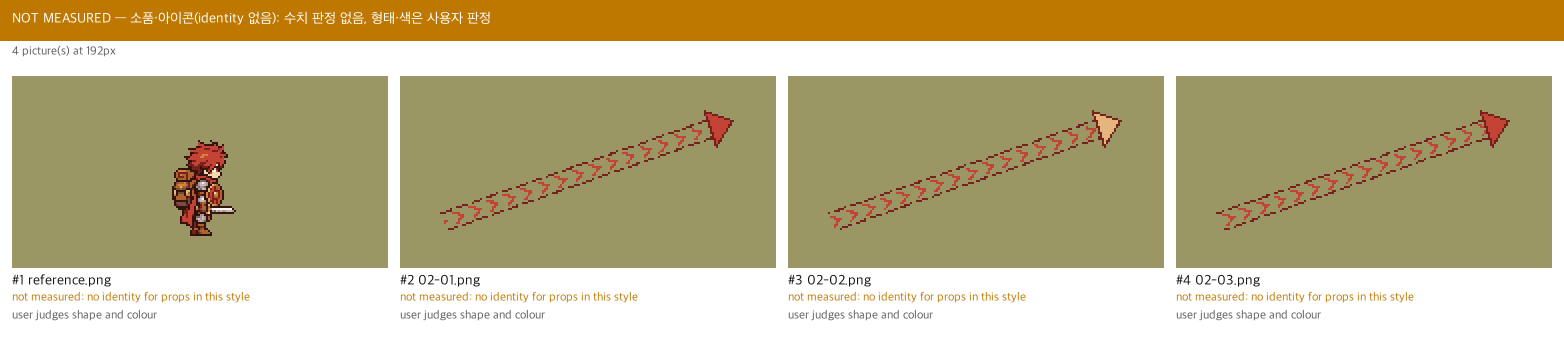 NOT MEASURED — 소품·아이콘(identity 없음): 수치 판정 없음, 형태·색은 사용자 판정
4 picture(s) at 192px
#1 reference.png
not measured: no identity for props in this style
user judges shape and colour
#2 02-01.png
not measured: no identity for props in this style
user judges shape and colour
#3 02-02.png
not measured: no identity for props in this style
user judges shape and colour
#4 02-03.png
not measured: no identity for props in this style
user judges shape and colour